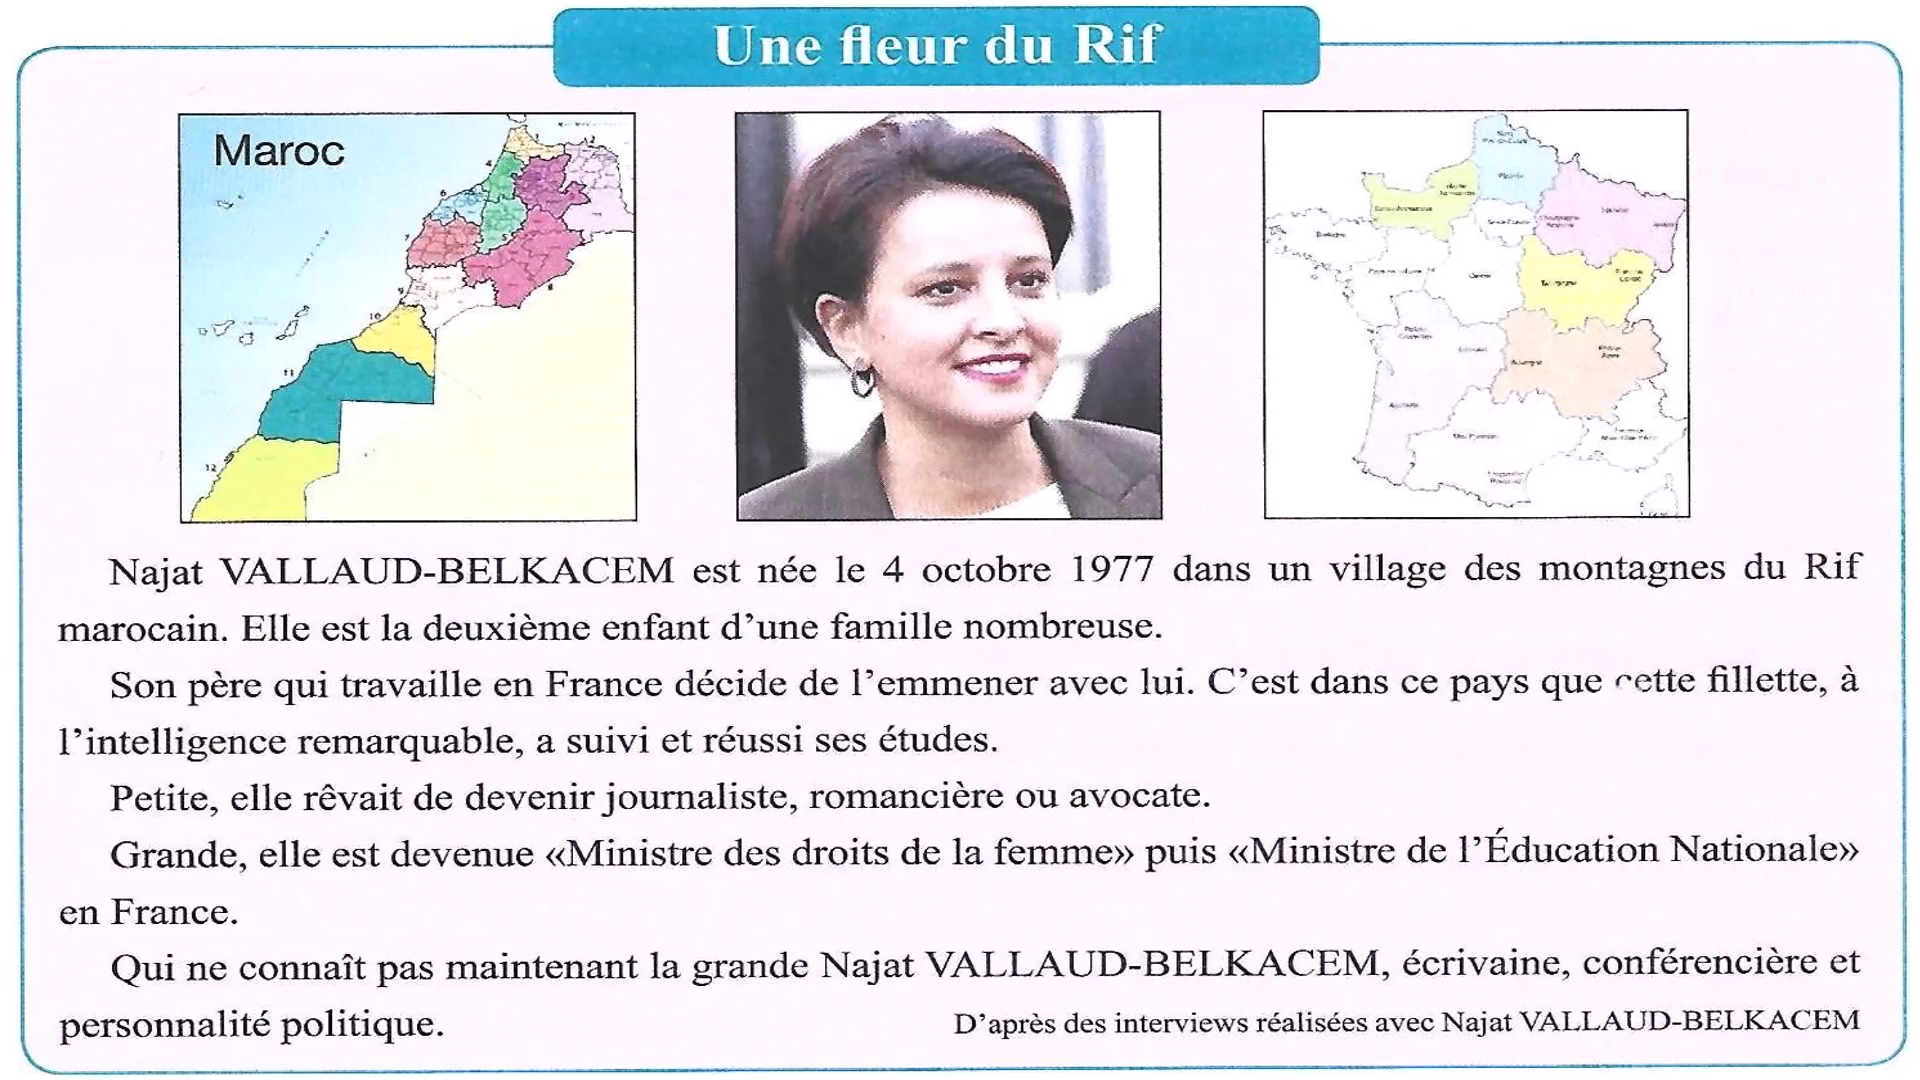 Une fleur du Rif
Maroc
Najat VALLAUD-BELKACEM est née le 4 octobre 1977 dans un village des montagnes du Rif
marocain. Elle est la deuxième enfant d’une famille nombreuse.
Son père qui travaille en France décide de l’emmener avec lui. C’est dans ce pays que cette fillette, à
l’intelligence remarquable, a suivi et réussi ses études.
Petite, elle rêvait de devenir journaliste, romancière ou avocate.
Grande, elle est devenue «Ministre des droits de la femme» puis «Ministre de l’Éducation Nationale»
en France.
Qui ne connaît pas maintenant la grande Najat VALLAUD-BELKACEM, écrivaine, conférencière et
personnalité politique.
D’après des interviews réalisées avec Najat VALLAUD-BELKACEM